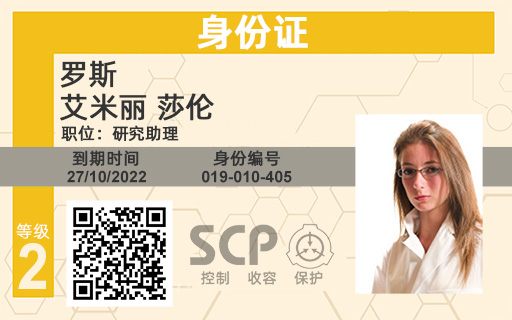 身份证
罗斯
艾米丽 莎伦
职位：研究助理
到期时间 身份编号
27/10/2022 019-010-405
等级
2
SCP
控制 收容 保护